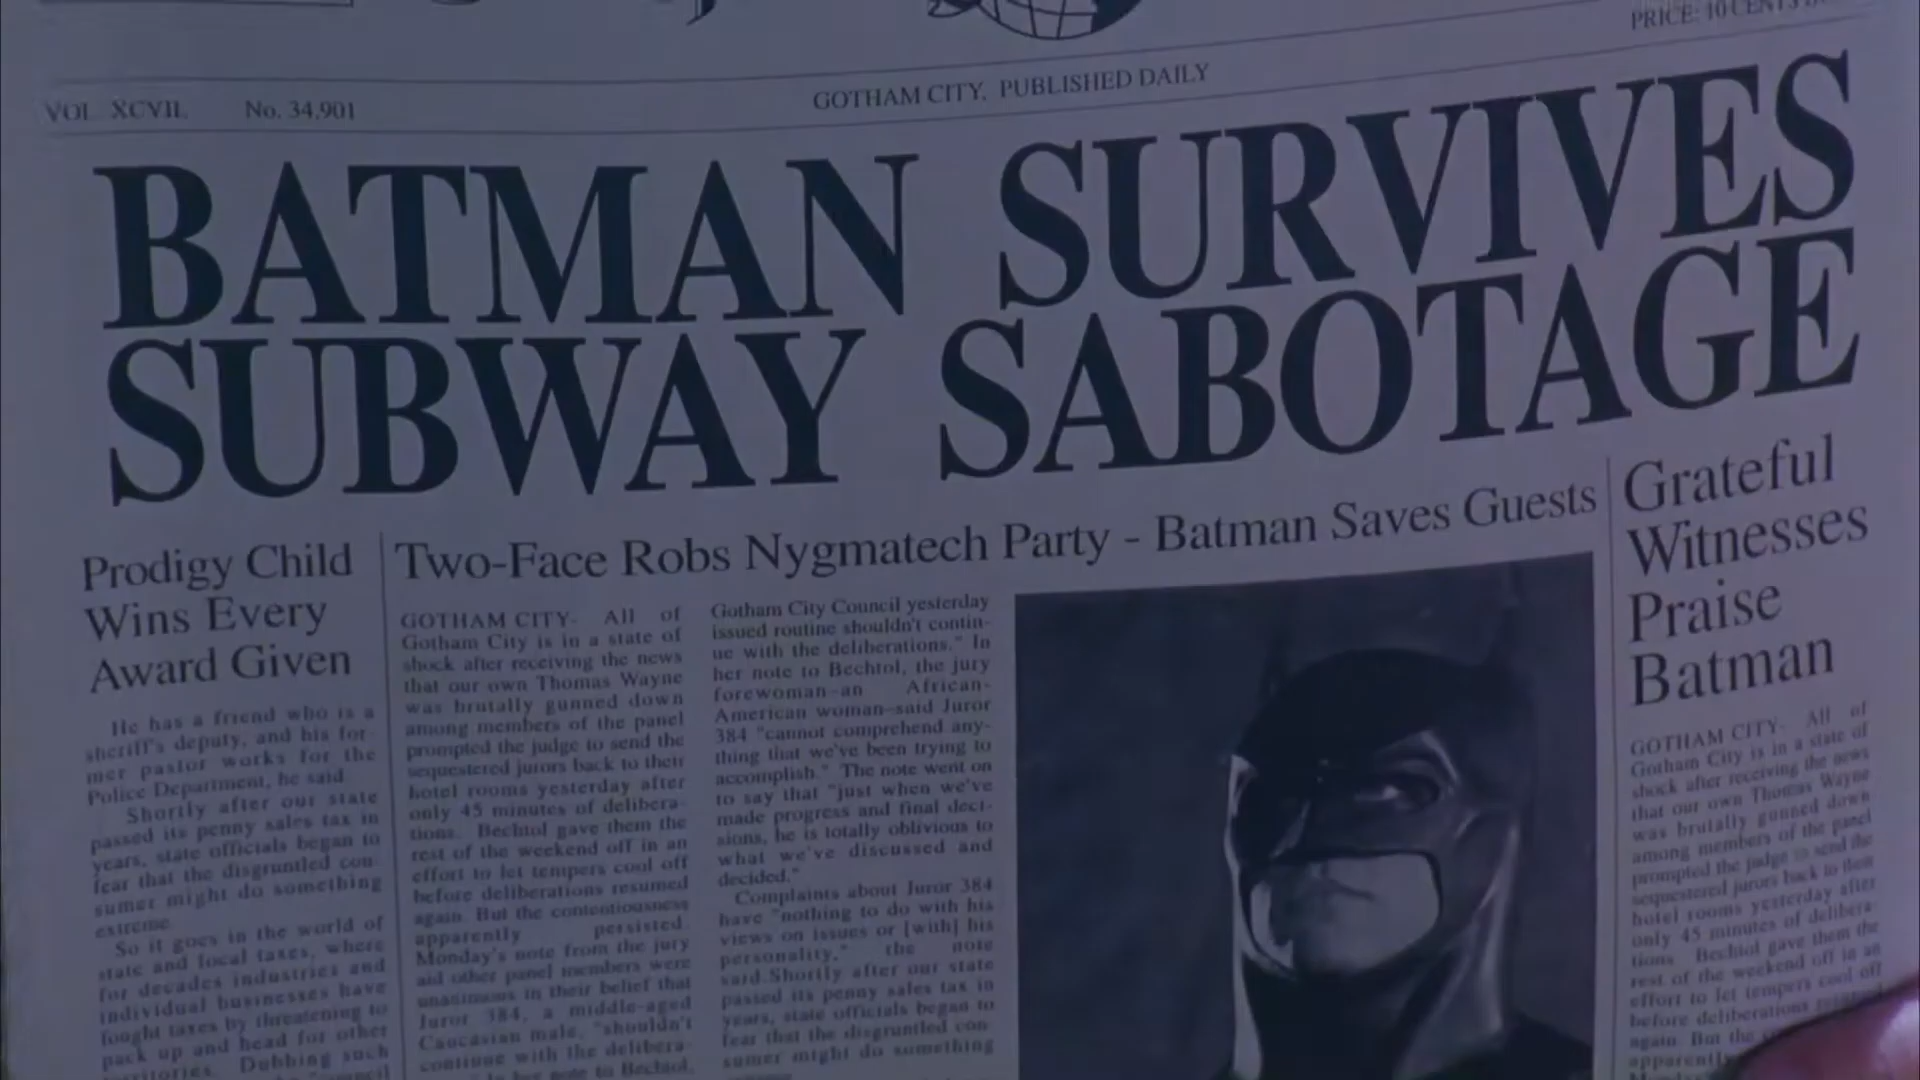 PRICE: 10 CENTS
VOL. XCVII. No. 34,901
GOTHAM CITY, PUBLISHED DAILY
BATMAN SURVIVES
SUBWAY SABOTAGE
Prodigy Child
Wins Every
Award Given
He has a friend who is a
sheriff's deputy, and his for-
mer pastor works for the
Police Department, he said.
Shortly after our state
passed its penny sales tax in
years, state officials began to
fear that the disgruntled con-
sumer might do something
extreme.
So it goes in the world of
state and local taxes, where
for decades industries and
individual businesses have
fought taxes by threatening to
pack up and head for other
territories. Dubbing such
Two-Face Robs Nygmatech Party - Batman Saves Guests
GOTHAM CITY- All of
Gotham City is in a state of
shock after receiving the news
that our own Thomas Wayne
was brutally gunned down
among members of the panel
prompted the judge to send the
sequestered jurors back to their
hotel rooms yesterday after
only 45 minutes of delibera-
tions. Bechtol gave them the
rest of the weekend off in an
effort to let tempers cool off
before deliberations resumed
again. But the contentiousness
apparently persisted.
Monday's note from the jury
aid other panel members were
unanimous in their belief that
Juror 384, a middle-aged
Caucasian male, "shouldn't
continue with the delibera-
her note to Bechtol,
Gotham City Council yesterday
issued routine shouldn't contin-
ue with the deliberations." In
her note to Bechtol, the jury
forewoman-an African-
American woman-said Juror
384 "cannot comprehend any-
thing that we've been trying to
accomplish." The note went on
to say that "just when we've
made progress and final deci-
sions, he is totally oblivious to
what we've discussed and
decided."
Complaints about Juror 384
have "nothing to do with his
views on issues or [with] his
personality," the note
said.Shortly after our state
passed its penny sales tax in
years, state officials began to
fear that the disgruntled con-
sumer might do something
Grateful
Witnesses
Praise
Batman
GOTHAM CITY- All of
Gotham City is in a state of
shock after receiving the news
that our own Thomas Wayne
was brutally gunned down
among members of the panel
prompted the judge to send the
sequestered jurors back to their
hotel rooms yesterday after
only 45 minutes of delibera-
tions. Bechtol gave them the
rest of the weekend off in an
effort to let tempers cool off
before deliberations resumed
again. But the
apparently